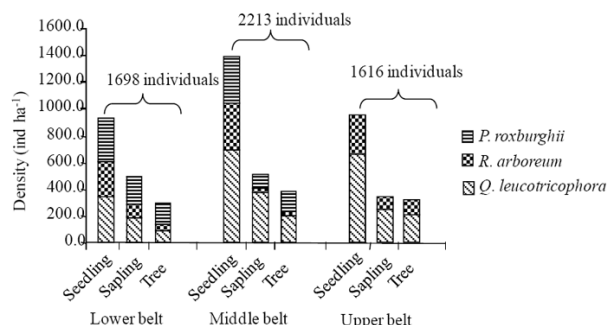 1600.0
1400.0
1200.0
1000.0
800.0
600.0
400.0
200.0
0.0
Density (ind ha⁻¹)
1698 individuals
2213 individuals
1616 individuals
P. roxburghii
R. arboreum
Q. leucotricophora
Seedling
Sapling
Tree
Seedling
Sapling
Tree
Seedling
Sapling
Tree
Lower belt
Middle belt
Upper belt